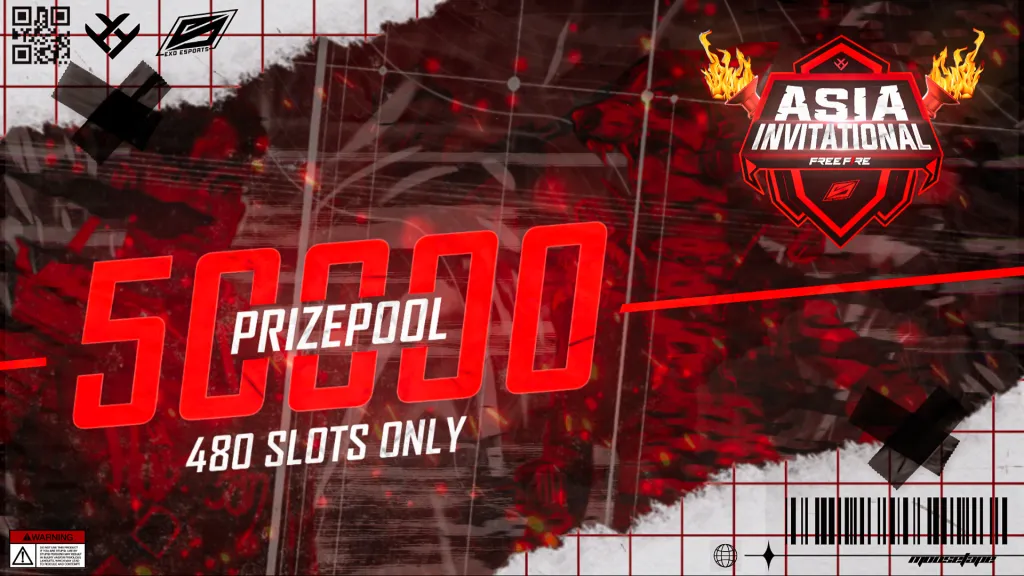 EXO ESPORTS
ASIA
INVITATIONAL
FREE FIRE
50000
PRIZEPOOL
480 SLOTS ONLY
WARNING